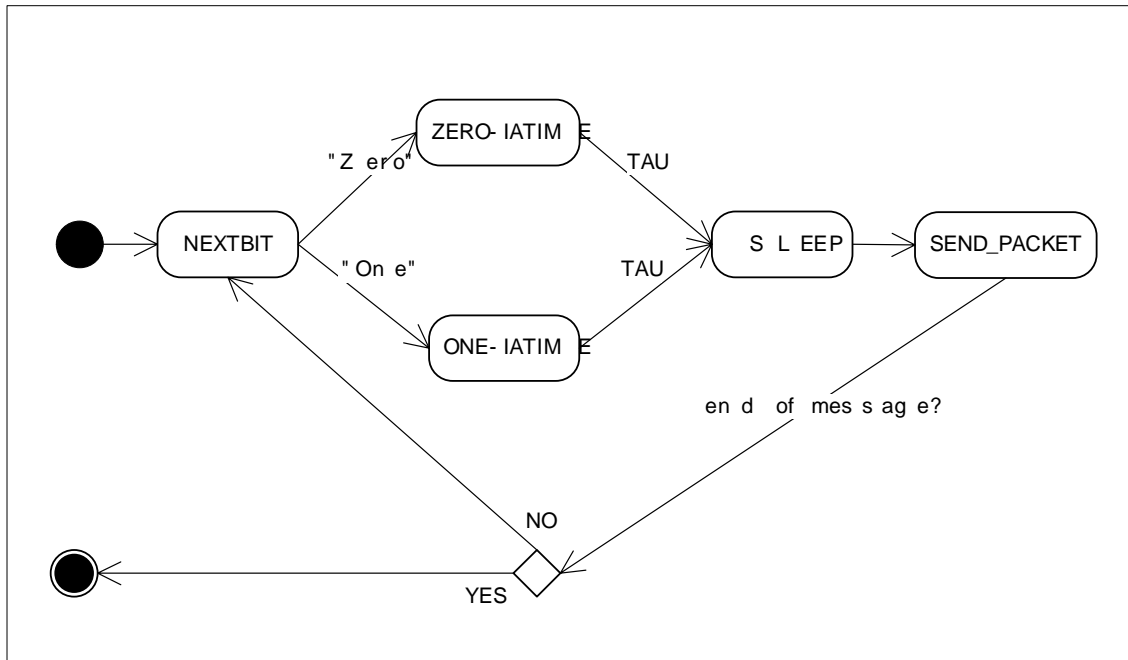 ZERO-IATIME
"Zero"
TAU
NEXTBIT
SLEEP
SEND_PACKET
"One"
TAU
ONE-IATIME
end of message?
NO
YES